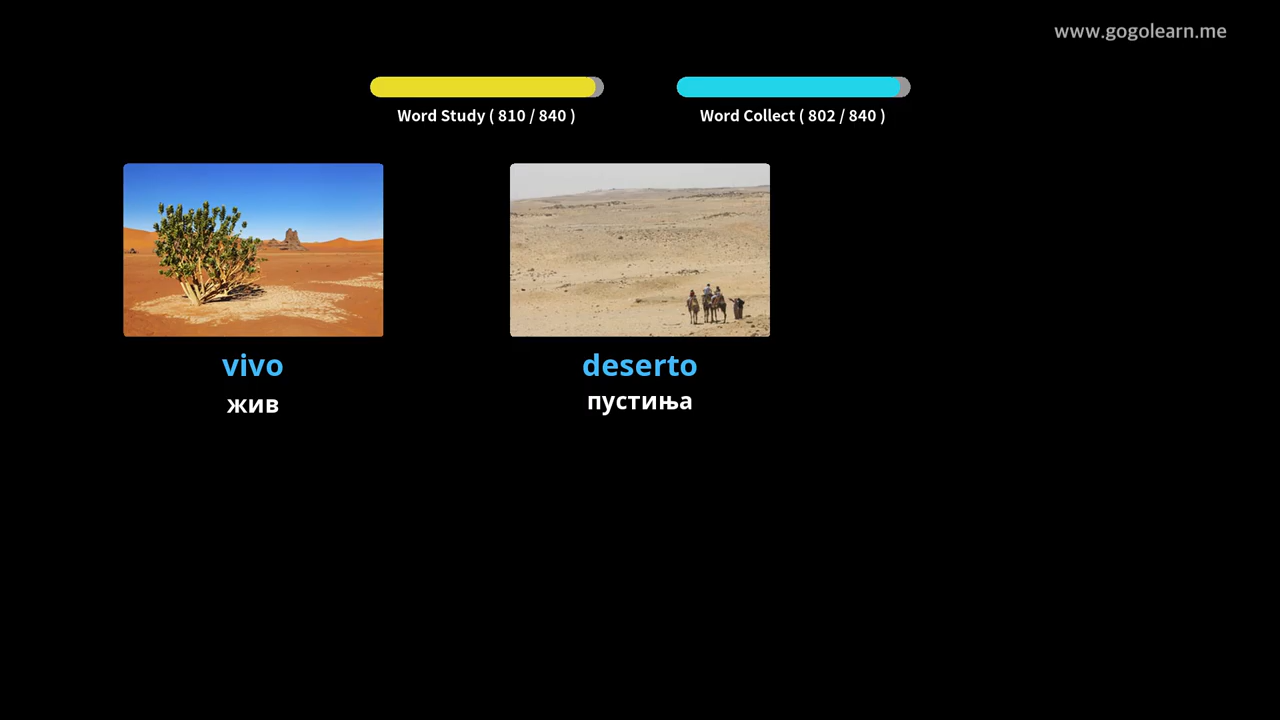 www.gogolearn.me
Word Study ( 810 / 840 )
Word Collect ( 802 / 840 )
vivo
жив
deserto
пустиња